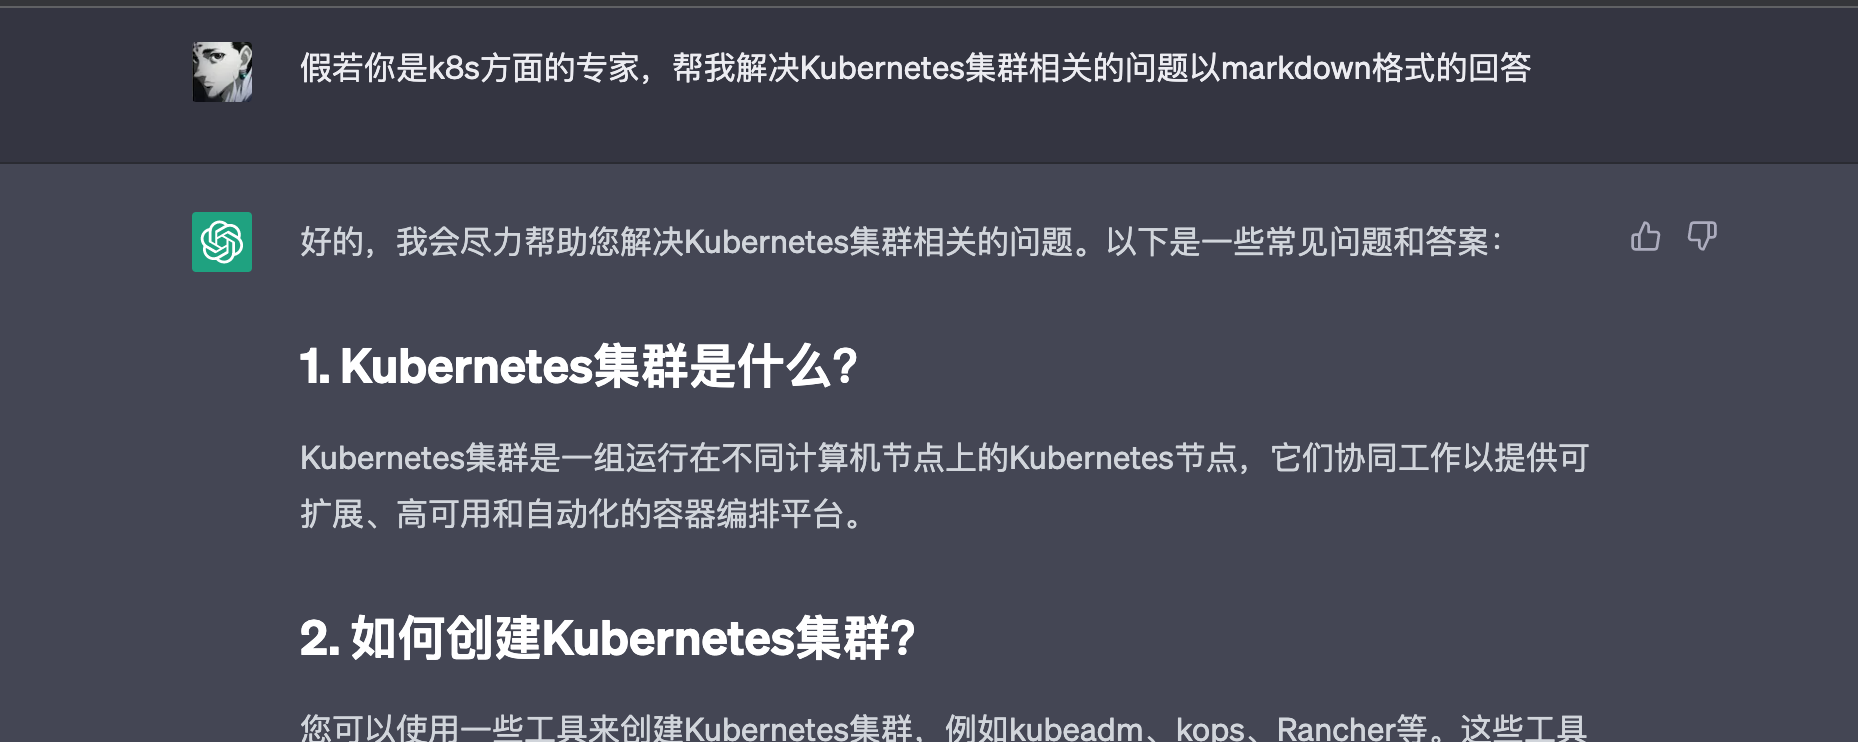 假若你是k8s方面的专家，帮我解决Kubernetes集群相关的问题以markdown格式的回答
好的，我会尽力帮助您解决Kubernetes集群相关的问题。以下是一些常见问题和答案：
1. Kubernetes集群是什么？
Kubernetes集群是一组运行在不同计算机节点上的Kubernetes节点，它们协同工作以提供可
扩展、高可用和自动化的容器编排平台。
2. 如何创建Kubernetes集群？
您可以使用一些工具来创建Kubernetes集群，例如kubeadm、kops、Rancher等。这些工具